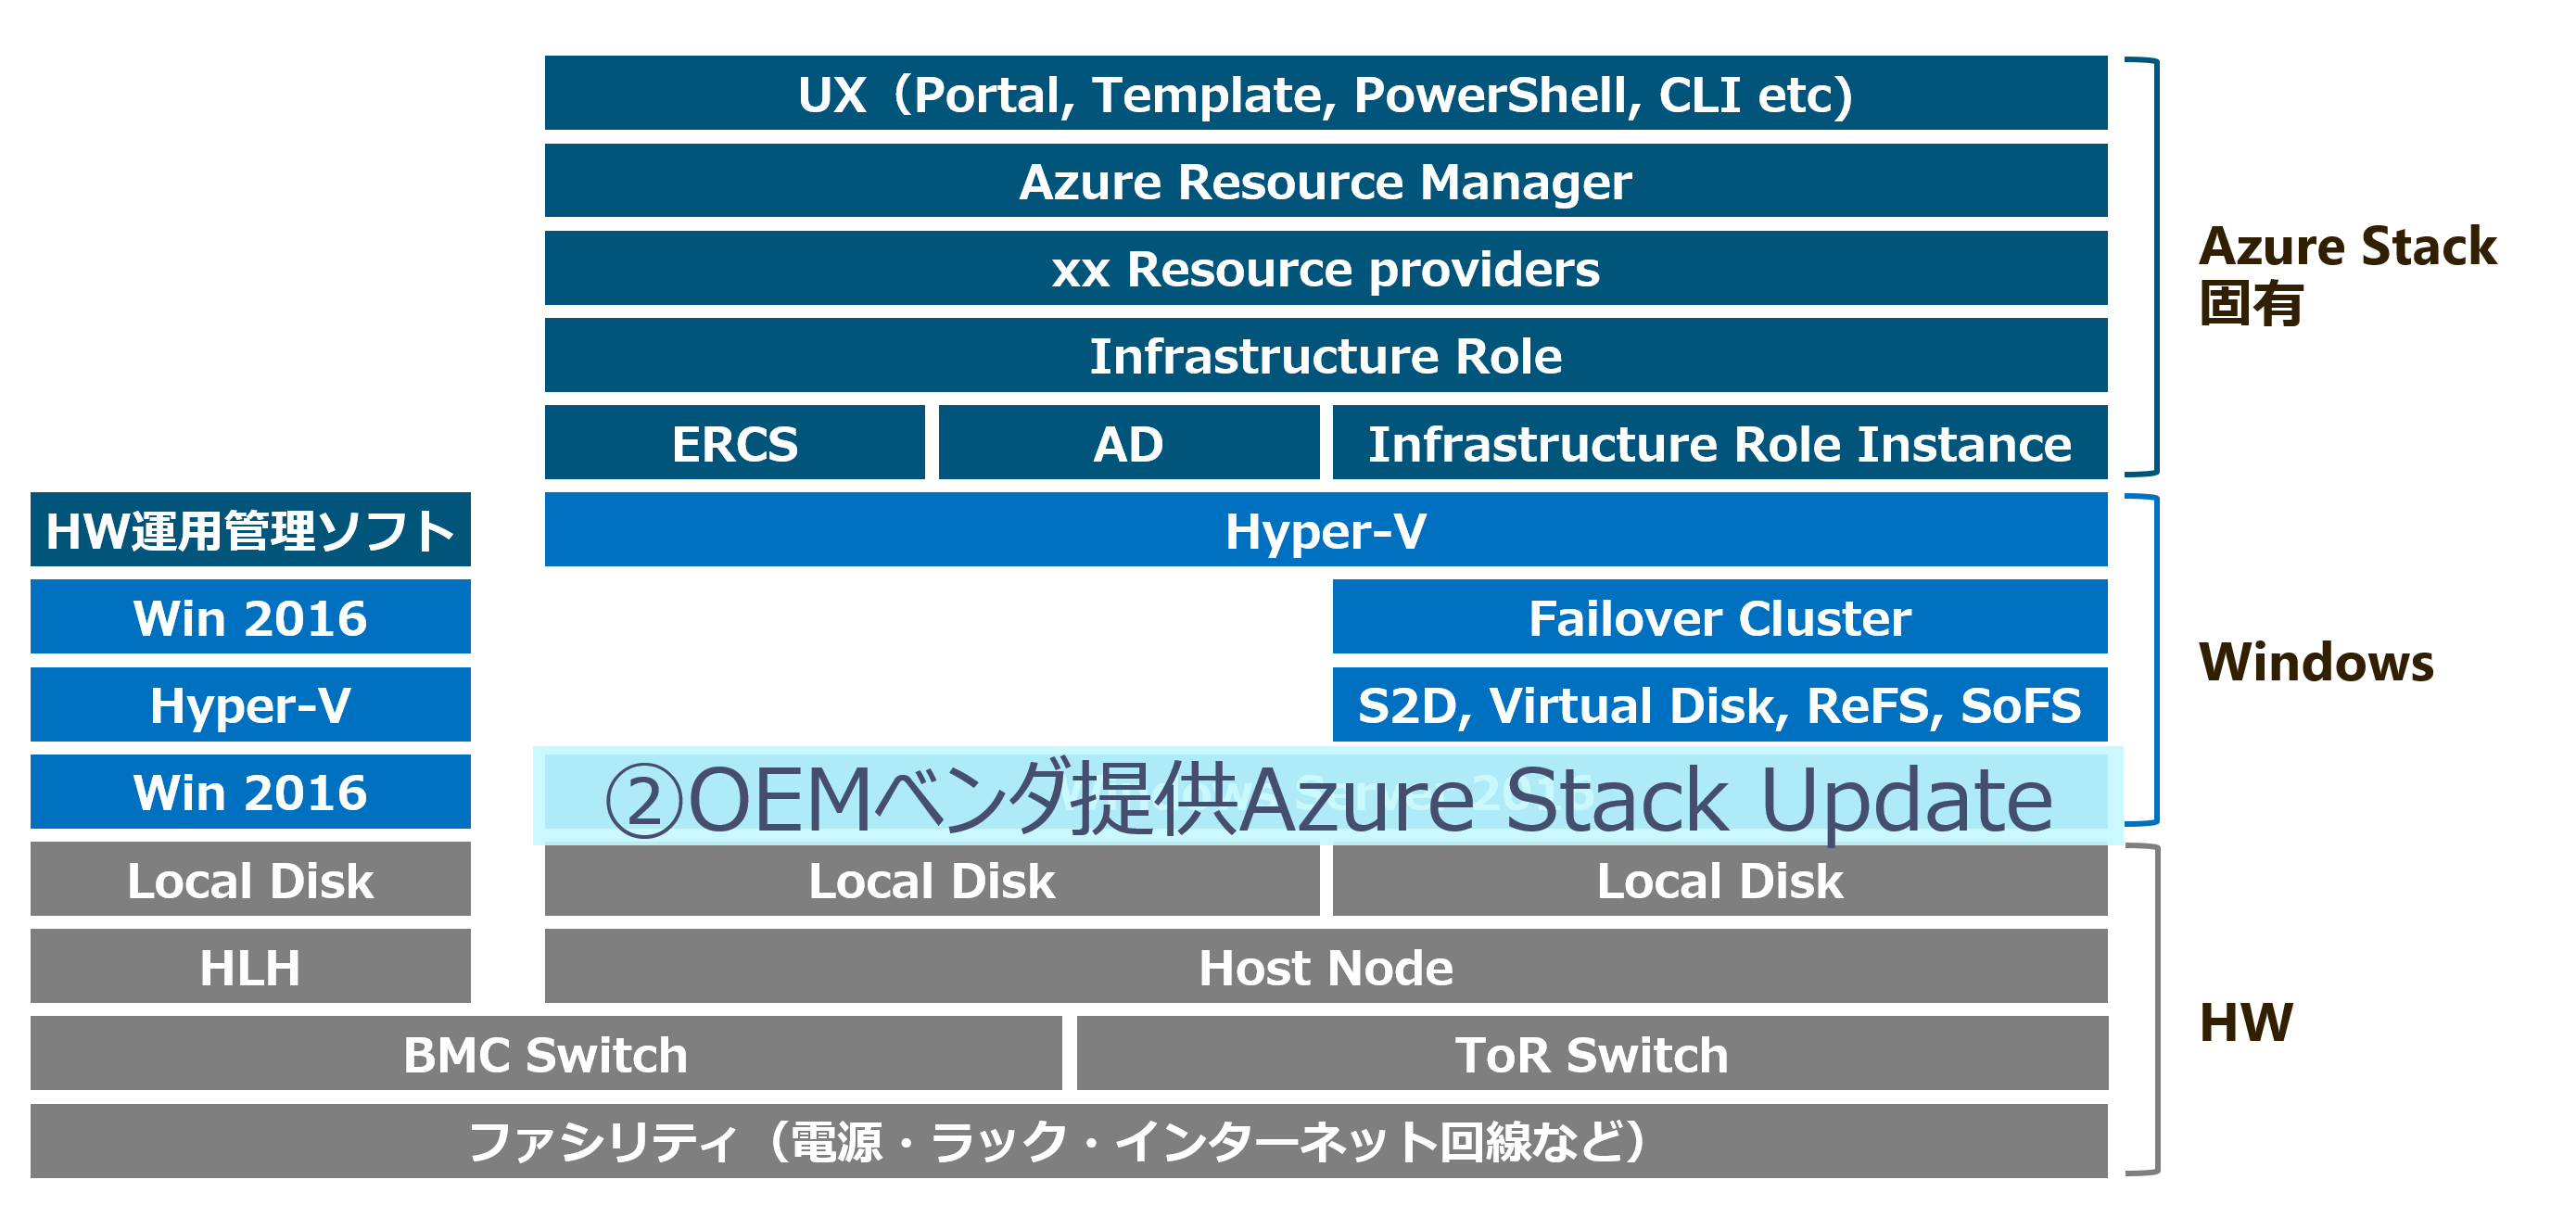 UX（Portal, Template, PowerShell, CLI etc)
Azure Resource Manager
xx Resource providers
Infrastructure Role
ERCS
AD
Infrastructure Role Instance
Azure Stack
固有
HW運用管理ソフト
Hyper-V
Win 2016
Failover Cluster
Hyper-V
S2D, Virtual Disk, ReFS, SoFS
Windows
Win 2016
Windows Server 2016
②OEMベンダ提供Azure Stack Update
Local Disk
Local Disk
Local Disk
HLH
Host Node
BMC Switch
ToR Switch
HW
ファシリティ（電源・ラック・インターネット回線など）